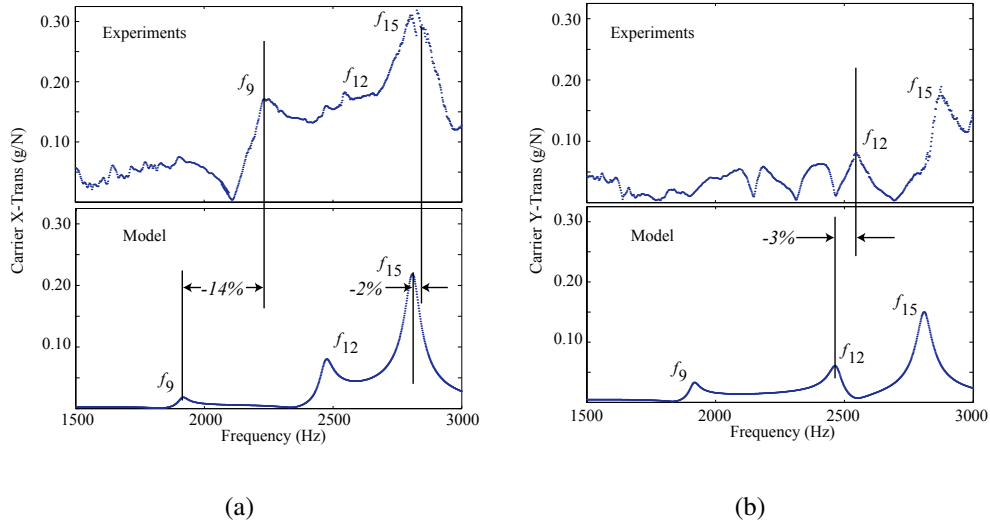 Carrier X-Trans (g/N)
0.30
0.20
0.10
Experiments
f9
f12
f15
0.30
0.20
0.10
Model
-14%
-2%
f9
f12
f15
1500 2000 2500 3000
Frequency (Hz)
(a)
Carrier Y-Trans (g/N)
0.30
0.20
0.10
Experiments
f12
f15
0.30
0.20
0.10
Model
-3%
f9
f12
f15
1500 2000 2500 3000
Frequency (Hz)
(b)